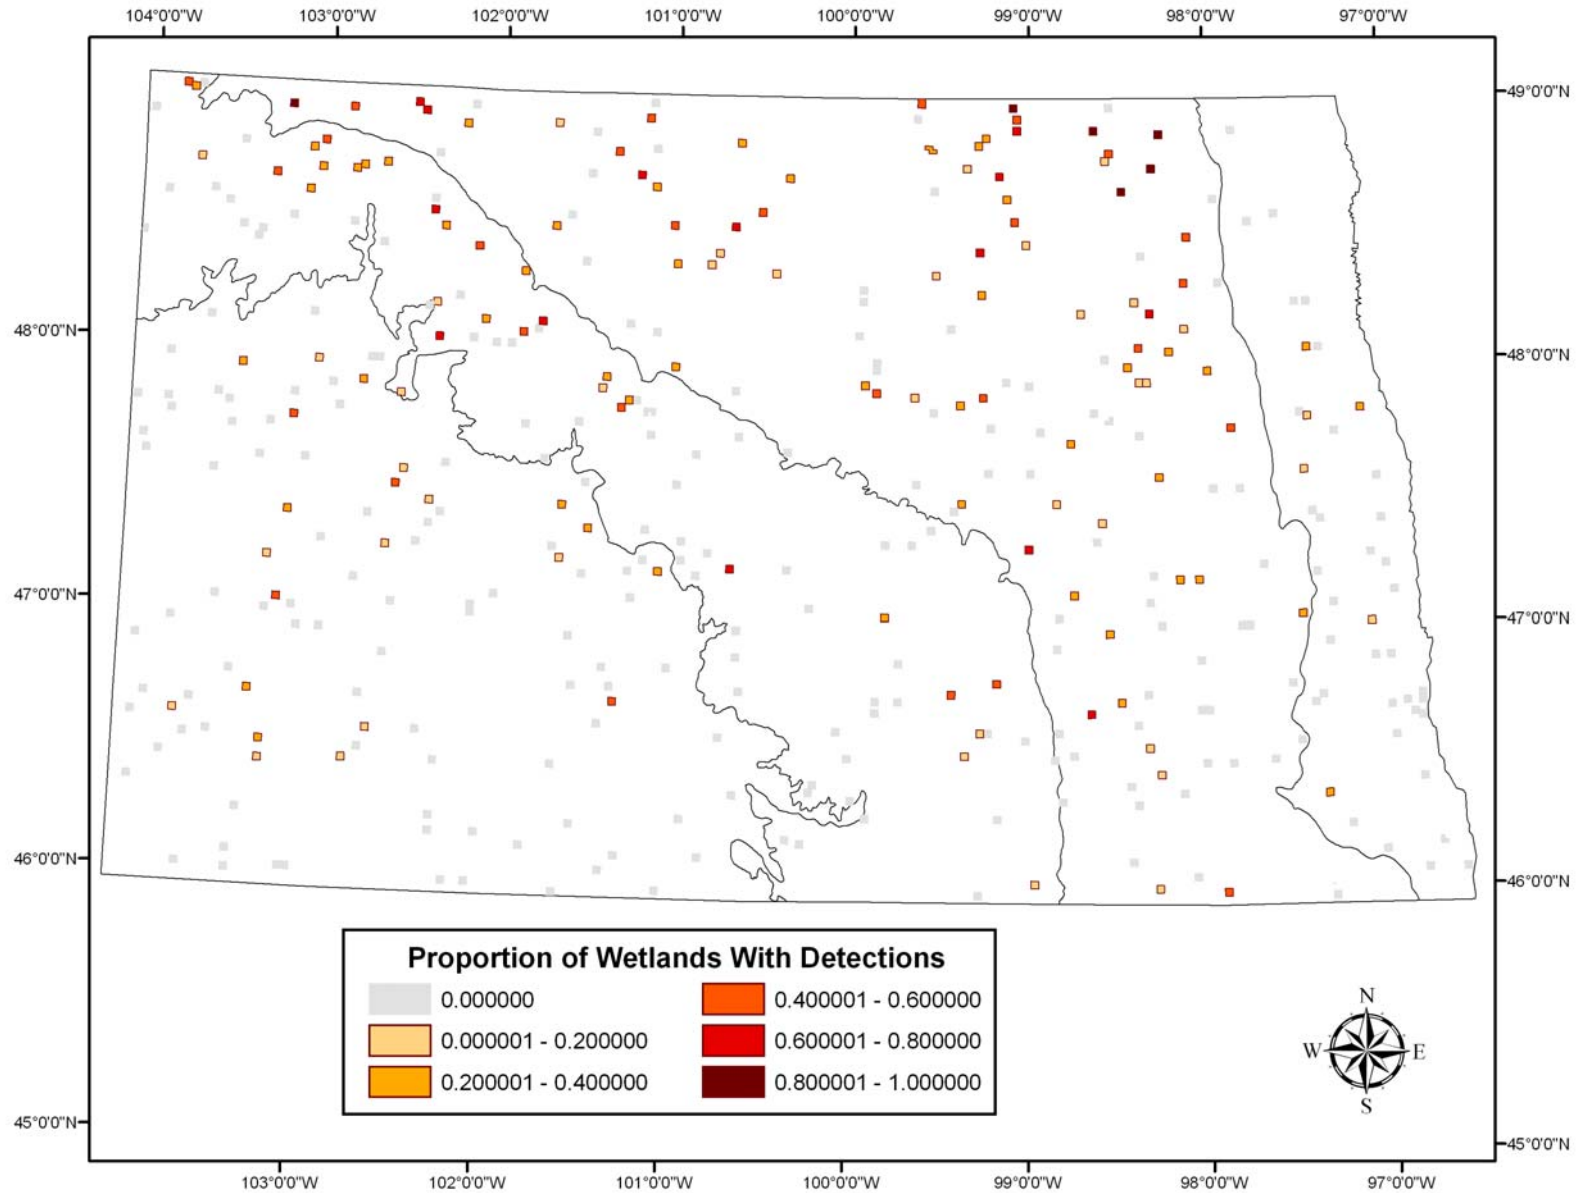 104°0'0"W 103°0'0"W 102°0'0"W 101°0'0"W 100°0'0"W 99°0'0"W 98°0'0"W 97°0'0"W
49°0'0"N
48°0'0"N
48°0'0"N
47°0'0"N
47°0'0"N
46°0'0"N
46°0'0"N
Proportion of Wetlands With Detections
0.000000
0.000001 - 0.200000
0.200001 - 0.400000
0.400001 - 0.600000
0.600001 - 0.800000
0.800001 - 1.000000
N
W E
S
45°0'0"N
45°0'0"N
103°0'0"W 102°0'0"W 101°0'0"W 100°0'0"W 99°0'0"W 98°0'0"W 97°0'0"W